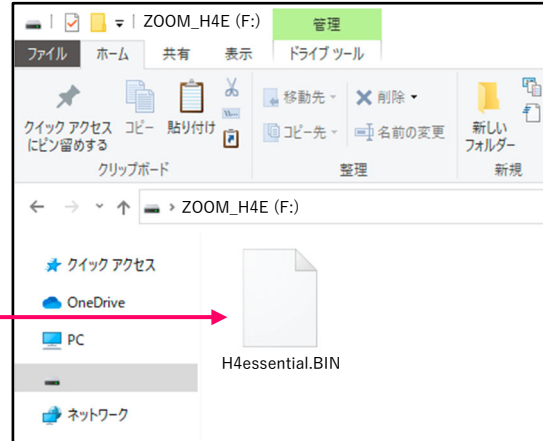 ZOOM_H4E (F:)
管理
ファイル
ホーム
共有
表示
ドライブ ツール
クイック アクセス
にピン留めする
コピー
貼り付け
移動先
コピー先
削除
名前の変更
新しい
フォルダー
クリップボード
整理
新規
ZOOM_H4E (F:)
クイック アクセス
OneDrive
PC
ネットワーク
H4essential.BIN